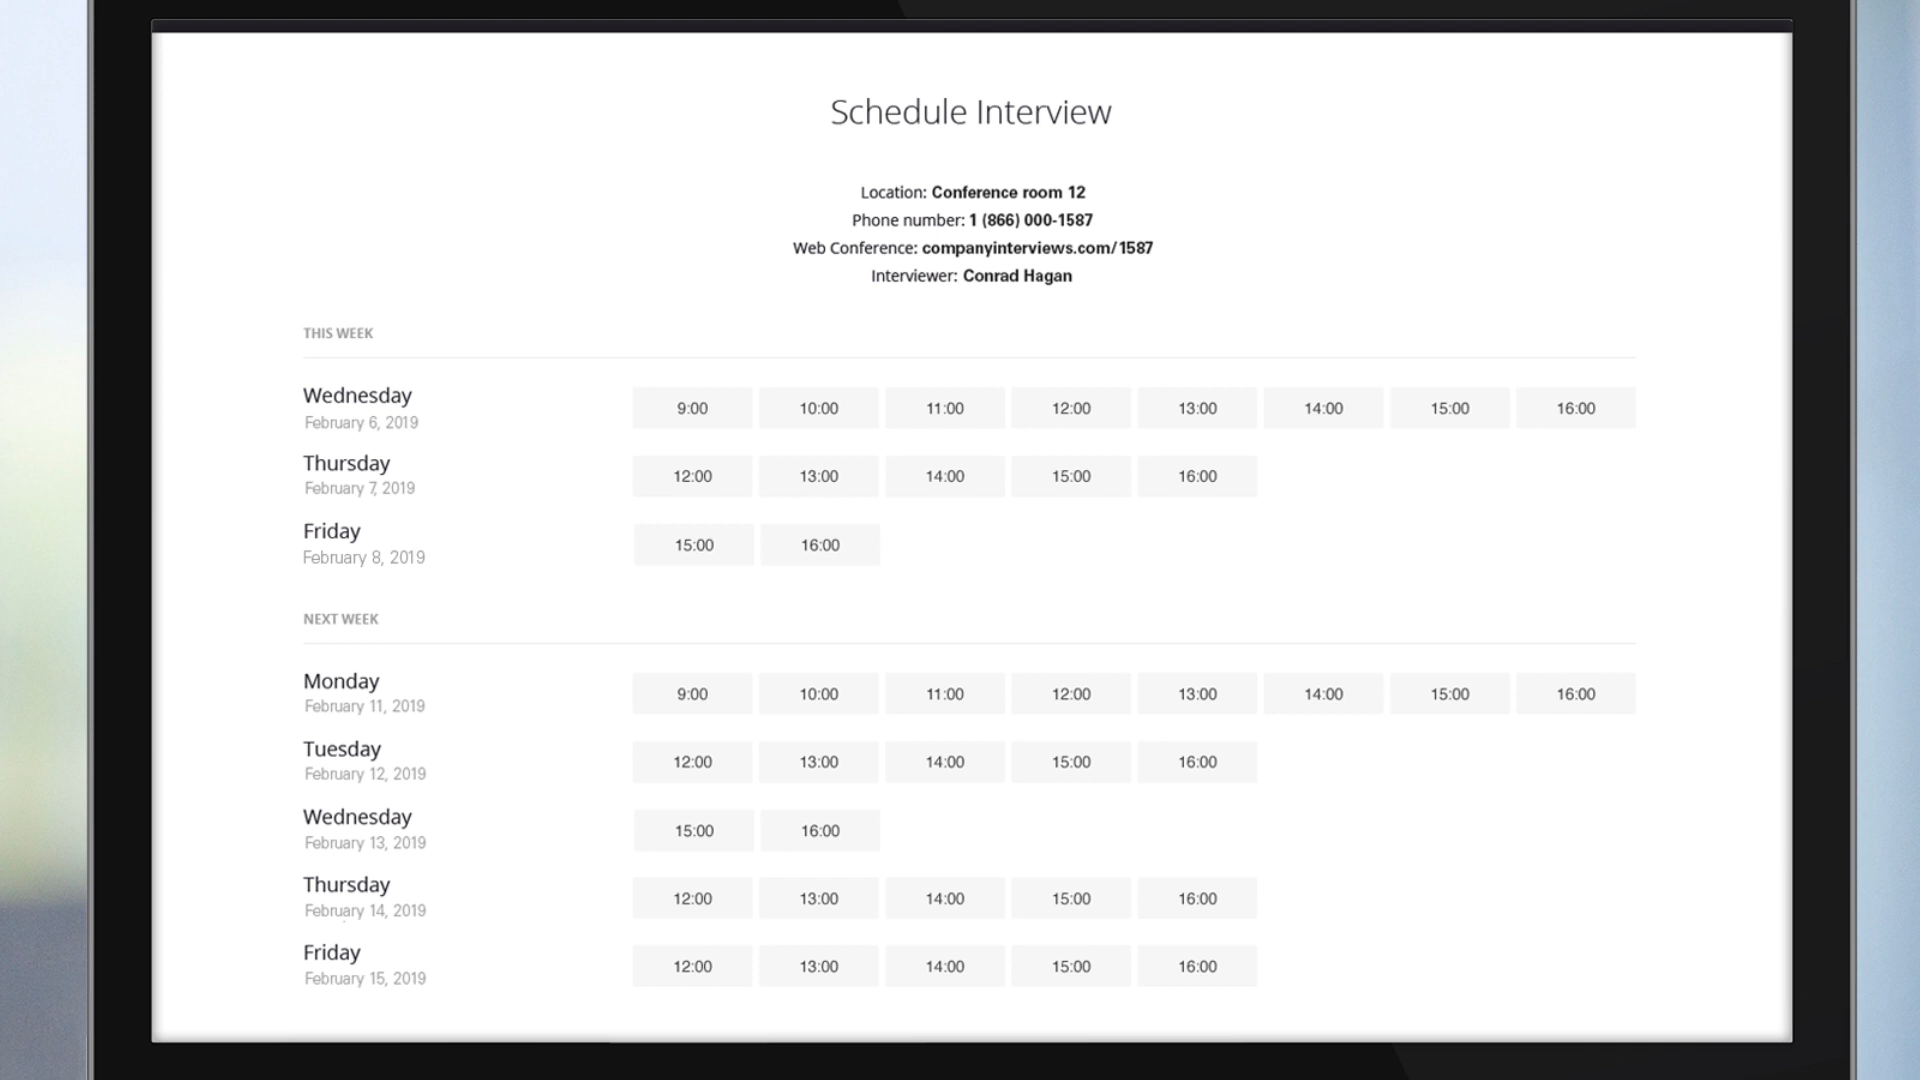 Schedule Interview
Location: Conference room 12
Phone number: 1 (866) 000-1587
Web Conference: companyinterviews.com/1587
Interviewer: Conrad Hagan
THIS WEEK
Wednesday 9:00 10:00 11:00 12:00 13:00 14:00 15:00 16:00
February 6, 2019
Thursday 12:00 13:00 14:00 15:00 16:00
February 7, 2019
Friday 15:00 16:00
February 8, 2019
NEXT WEEK
Monday 9:00 10:00 11:00 12:00 13:00 14:00 15:00 16:00
February 11, 2019
Tuesday 12:00 13:00 14:00 15:00 16:00
February 12, 2019
Wednesday 15:00 16:00
February 13, 2019
Thursday 12:00 13:00 14:00 15:00 16:00
February 14, 2019
Friday 12:00 13:00 14:00 15:00 16:00
February 15, 2019